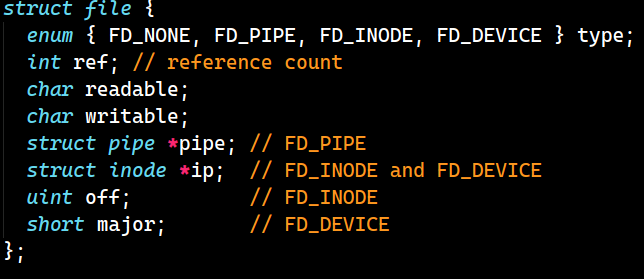 struct file {
  enum { FD_NONE, FD_PIPE, FD_INODE, FD_DEVICE } type;
  int ref; // reference count
  char readable;
  char writable;
  struct pipe *pipe; // FD_PIPE
  struct inode *ip;  // FD_INODE and FD_DEVICE
  uint off;          // FD_INODE
  short major;       // FD_DEVICE
};